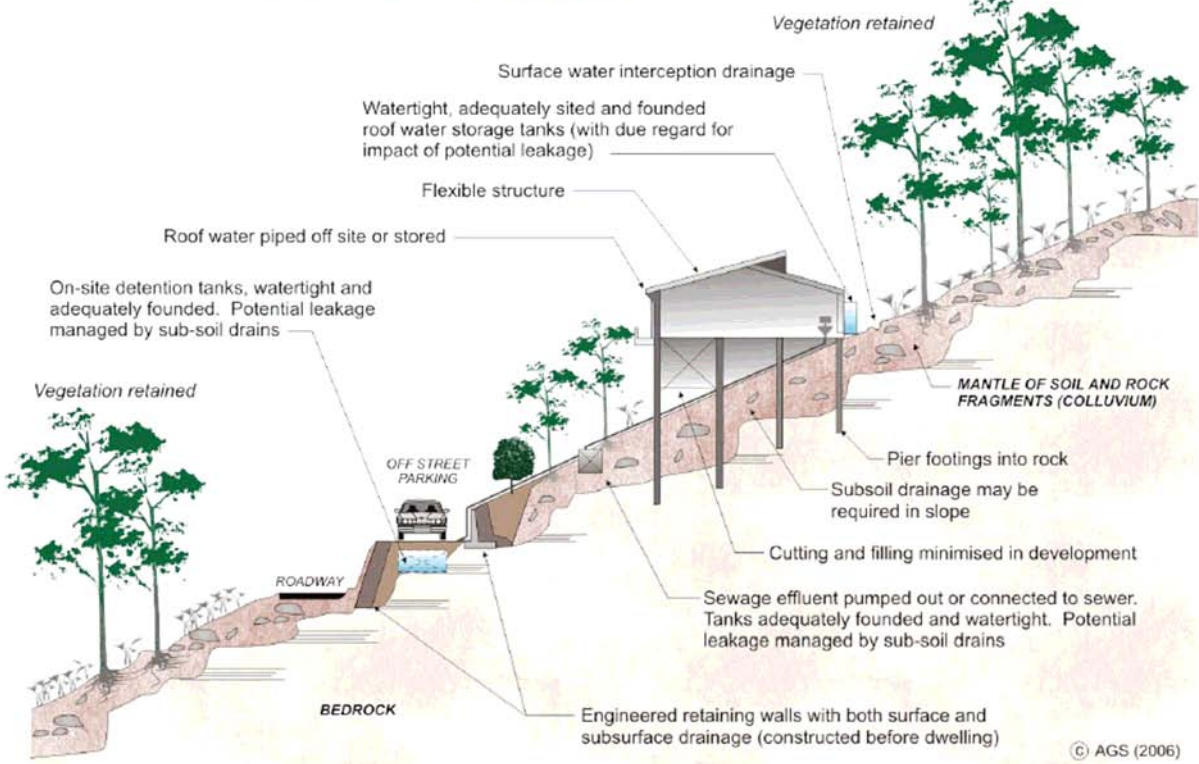 Vegetation retained
Surface water interception drainage
Watertight, adequately sited and founded
roof water storage tanks (with due regard for
impact of potential leakage)
Flexible structure
Roof water piped off site or stored
On-site detention tanks, watertight and
adequately founded. Potential leakage
managed by sub-soil drains
Vegetation retained
MANTLE OF SOIL AND ROCK
FRAGMENTS (COLLUVIUM)
OFF STREET
PARKING
Pier footings into rock
Subsoil drainage may be
required in slope
Cutting and filling minimised in development
ROADWAY
Sewage effluent pumped out or connected to sewer.
Tanks adequately founded and watertight. Potential
leakage managed by sub-soil drains
BEDROCK
Engineered retaining walls with both surface and
subsurface drainage (constructed before dwelling)
© AGS (2006)